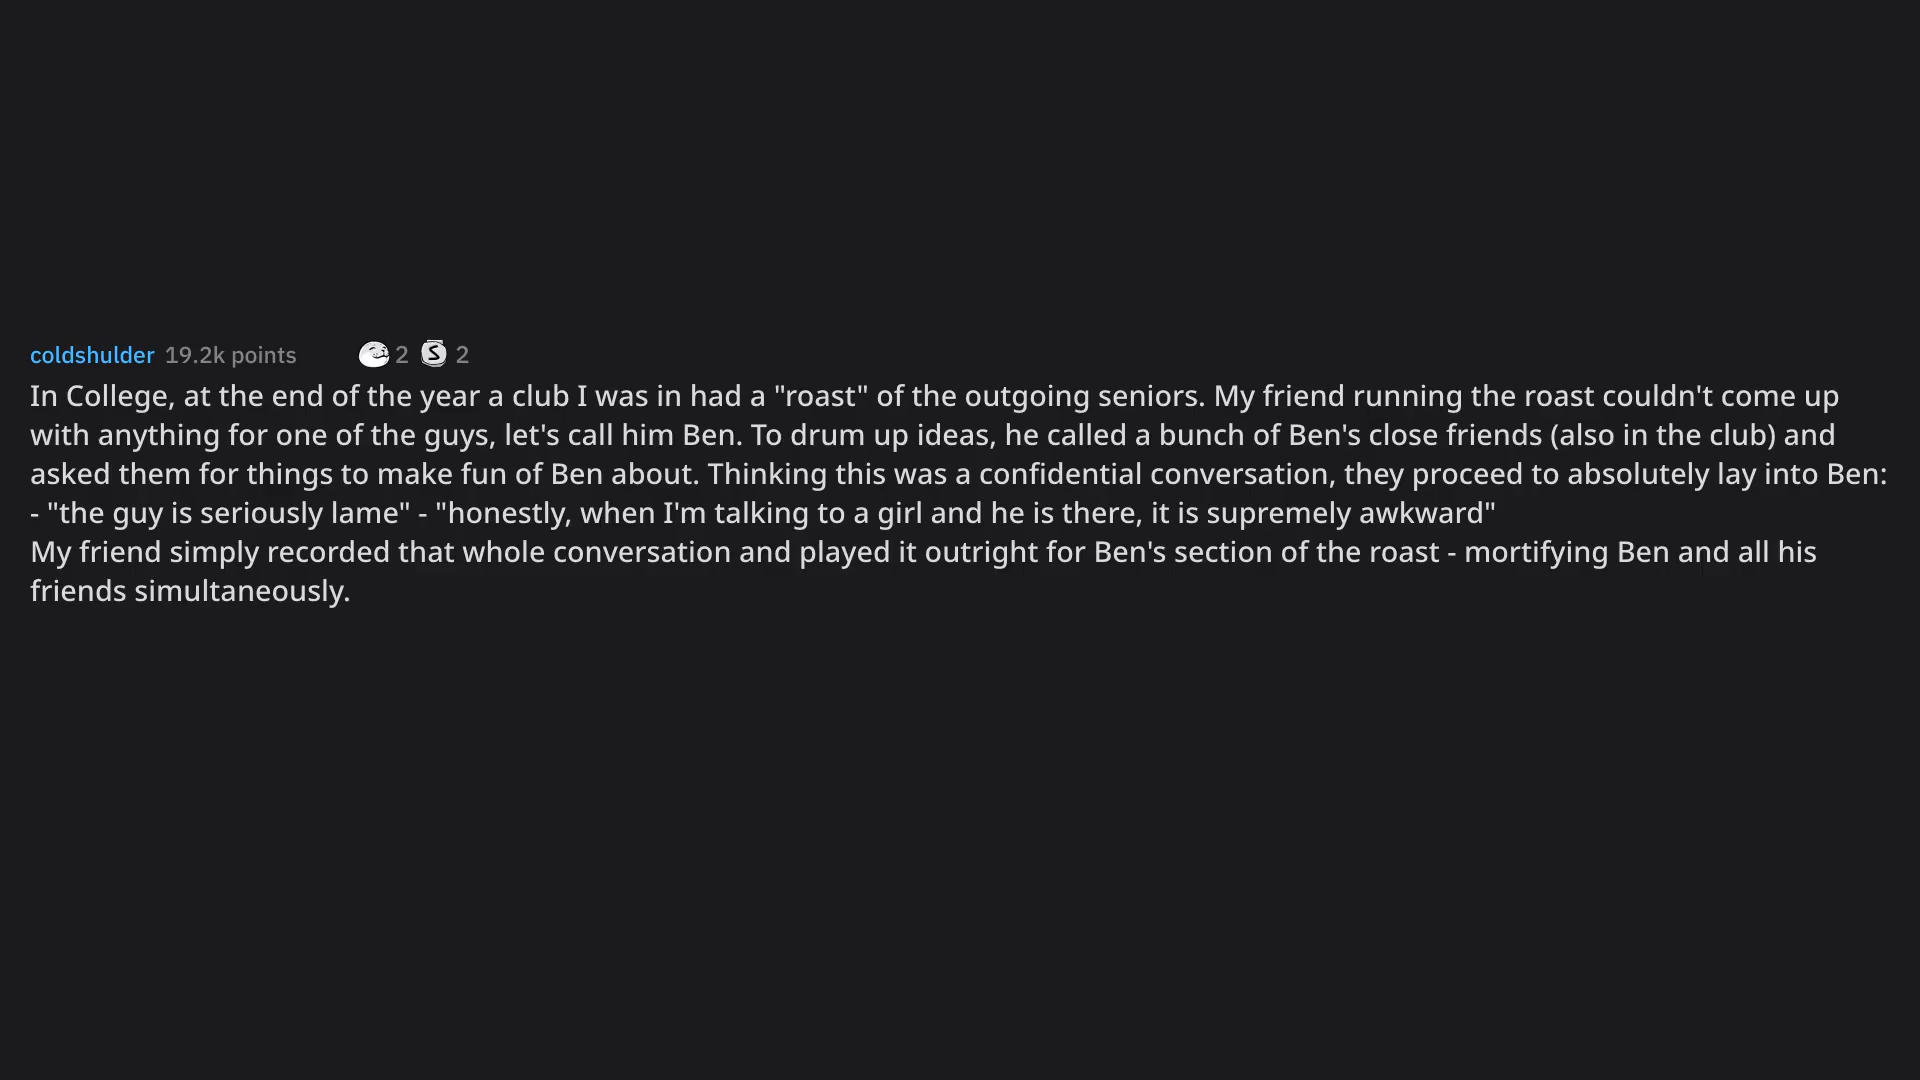 coldshulder 19.2k points 2 S 2
In College, at the end of the year a club I was in had a "roast" of the outgoing seniors. My friend running the roast couldn't come up
with anything for one of the guys, let's call him Ben. To drum up ideas, he called a bunch of Ben's close friends (also in the club) and
asked them for things to make fun of Ben about. Thinking this was a confidential conversation, they proceed to absolutely lay into Ben:
- "the guy is seriously lame" - "honestly, when I'm talking to a girl and he is there, it is supremely awkward"
My friend simply recorded that whole conversation and played it outright for Ben's section of the roast - mortifying Ben and all his
friends simultaneously.